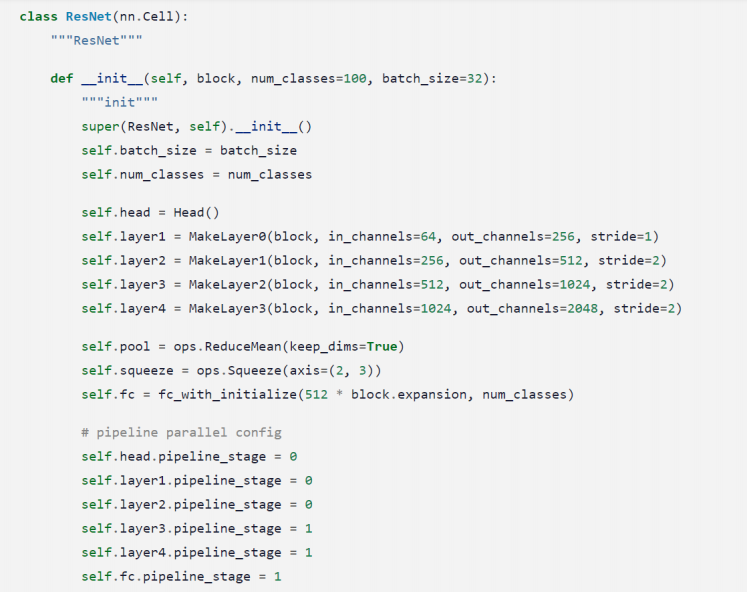 class ResNet(nn.Cell):
    """ResNet"""
    def __init__(self, block, num_classes=100, batch_size=32):
        """init"""
        super(ResNet, self).__init__()
        self.batch_size = batch_size
        self.num_classes = num_classes
        self.head = Head()
        self.layer1 = MakeLayer0(block, in_channels=64, out_channels=256, stride=1)
        self.layer2 = MakeLayer1(block, in_channels=256, out_channels=512, stride=2)
        self.layer3 = MakeLayer2(block, in_channels=512, out_channels=1024, stride=2)
        self.layer4 = MakeLayer3(block, in_channels=1024, out_channels=2048, stride=2)
        self.pool = ops.ReduceMean(keep_dims=True)
        self.squeeze = ops.Squeeze(axis=(2, 3))
        self.fc = fc_with_initialize(512 * block.expansion, num_classes)
        # pipeline parallel config
        self.head.pipeline_stage = 0
        self.layer1.pipeline_stage = 0
        self.layer2.pipeline_stage = 0
        self.layer3.pipeline_stage = 1
        self.layer4.pipeline_stage = 1
        self.fc.pipeline_stage = 1